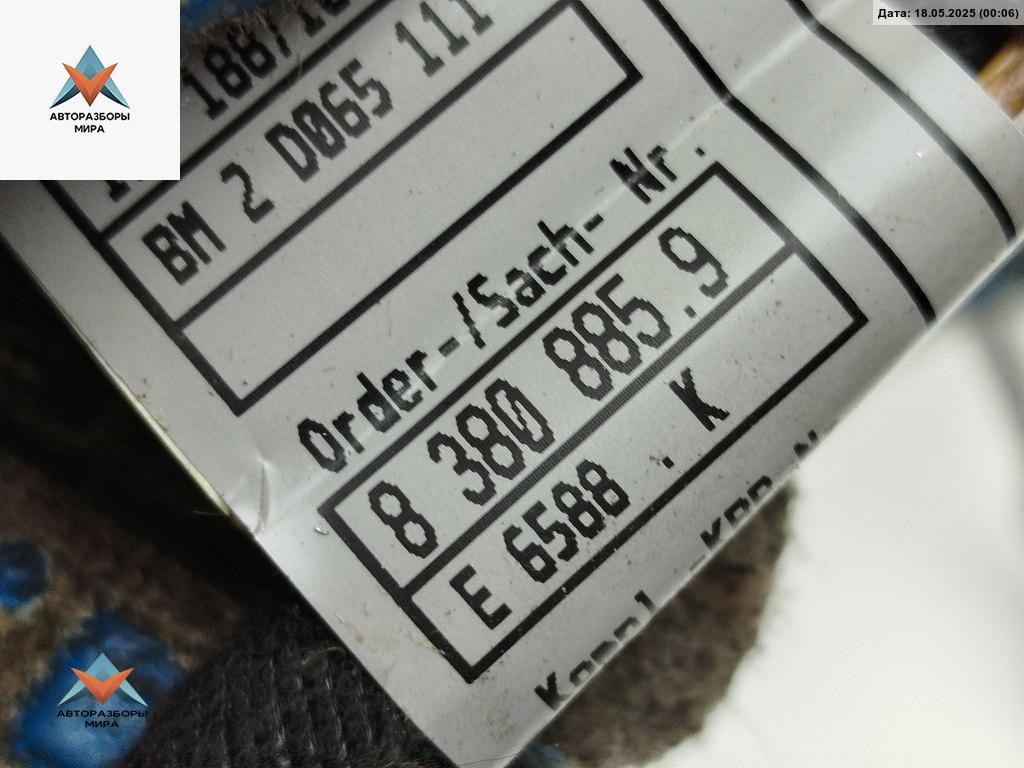 Дата: 18.05.2025 (00:06)
АВТОРАЗБОРЫ
МИРА
BM 2 D065 111
Order-/Sach- Nr.
8 380 885.9
E 6588 . K
АВТОРАЗБОРЫ
МИРА